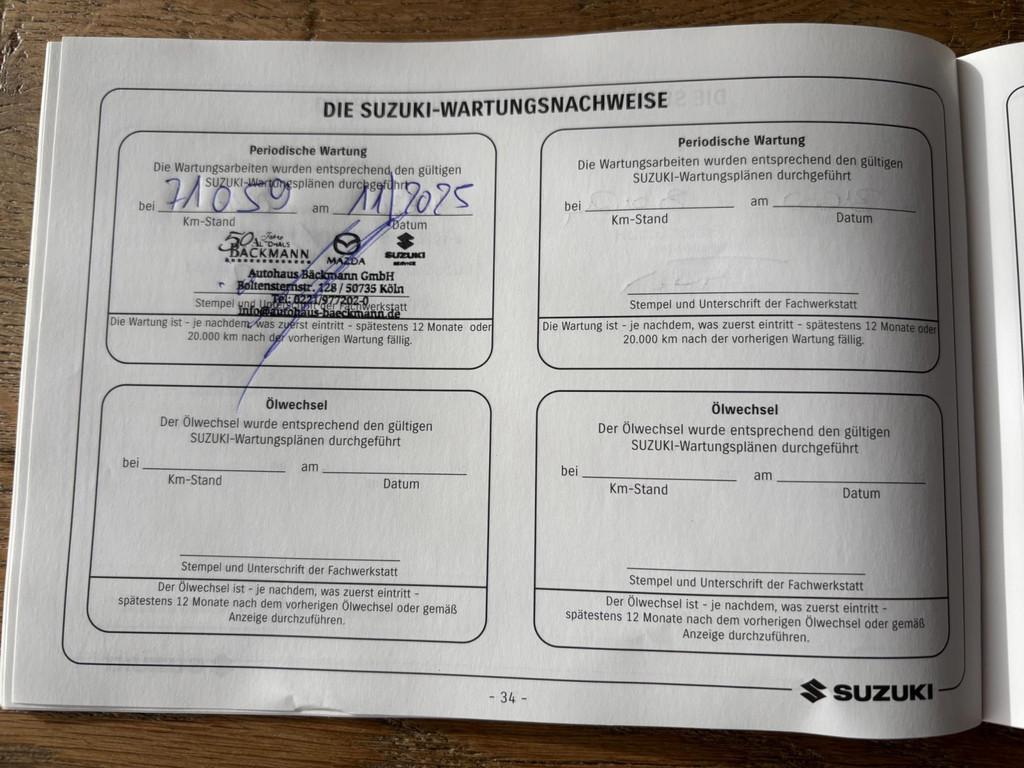 DIE SUZUKI-WARTUNGSNACHWEISE
Periodische Wartung
Die Wartungsarbeiten wurden entsprechend den gültigen
SUZUKI-Wartungsplänen durchgeführt
bei 71059 am 11/2025
Km-Stand Datum
50 Jahre
AUTOHAUS
BÄCKMANN
MAZDA
SUZUKI
SERVICE
Autohaus Bäckmann GmbH
Boltensternstr. 128 / 50735 Köln
Tel: 0221/977202-0
info@autohaus-baeckmann.de
Stempel und Unterschrift der Fachwerkstatt
Die Wartung ist - je nachdem, was zuerst eintritt - spätestens 12 Monate oder
20.000 km nach der vorherigen Wartung fällig.
Periodische Wartung
Die Wartungsarbeiten wurden entsprechend den gültigen
SUZUKI-Wartungsplänen durchgeführt
bei am
Km-Stand Datum
Stempel und Unterschrift der Fachwerkstatt
Die Wartung ist - je nachdem, was zuerst eintritt - spätestens 12 Monate oder
20.000 km nach der vorherigen Wartung fällig.
Ölwechsel
Der Ölwechsel wurde entsprechend den gültigen
SUZUKI-Wartungsplänen durchgeführt
bei am
Km-Stand Datum
Stempel und Unterschrift der Fachwerkstatt
Der Ölwechsel ist - je nachdem, was zuerst eintritt -
spätestens 12 Monate nach dem vorherigen Ölwechsel oder gemäß
Anzeige durchzuführen.
Ölwechsel
Der Ölwechsel wurde entsprechend den gültigen
SUZUKI-Wartungsplänen durchgeführt
bei am
Km-Stand Datum
Stempel und Unterschrift der Fachwerkstatt
Der Ölwechsel ist - je nachdem, was zuerst eintritt -
spätestens 12 Monate nach dem vorherigen Ölwechsel oder gemäß
Anzeige durchzuführen.
- 34 -
SUZUKI